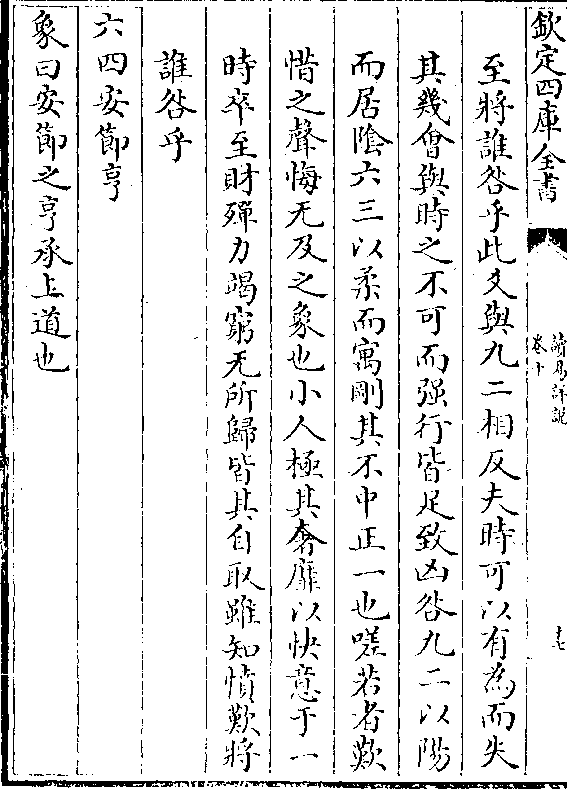 欽定四庫全書
讀易詳說
卷十
十七
至將誰咎乎此爻與九二相反夫時可以有為而失
其幾會與時之不可而强行皆足致凶咎九二以陽
而居陰六三以柔而寓剛其不中正一也嗟若者歎
惜之聲悔无及之象也小人極其奢靡以快意于一
時卒至財殫力竭窮无所歸皆其自取雖知憤歎將
誰咎乎
六四安節亨
象曰安節之亨承上道也